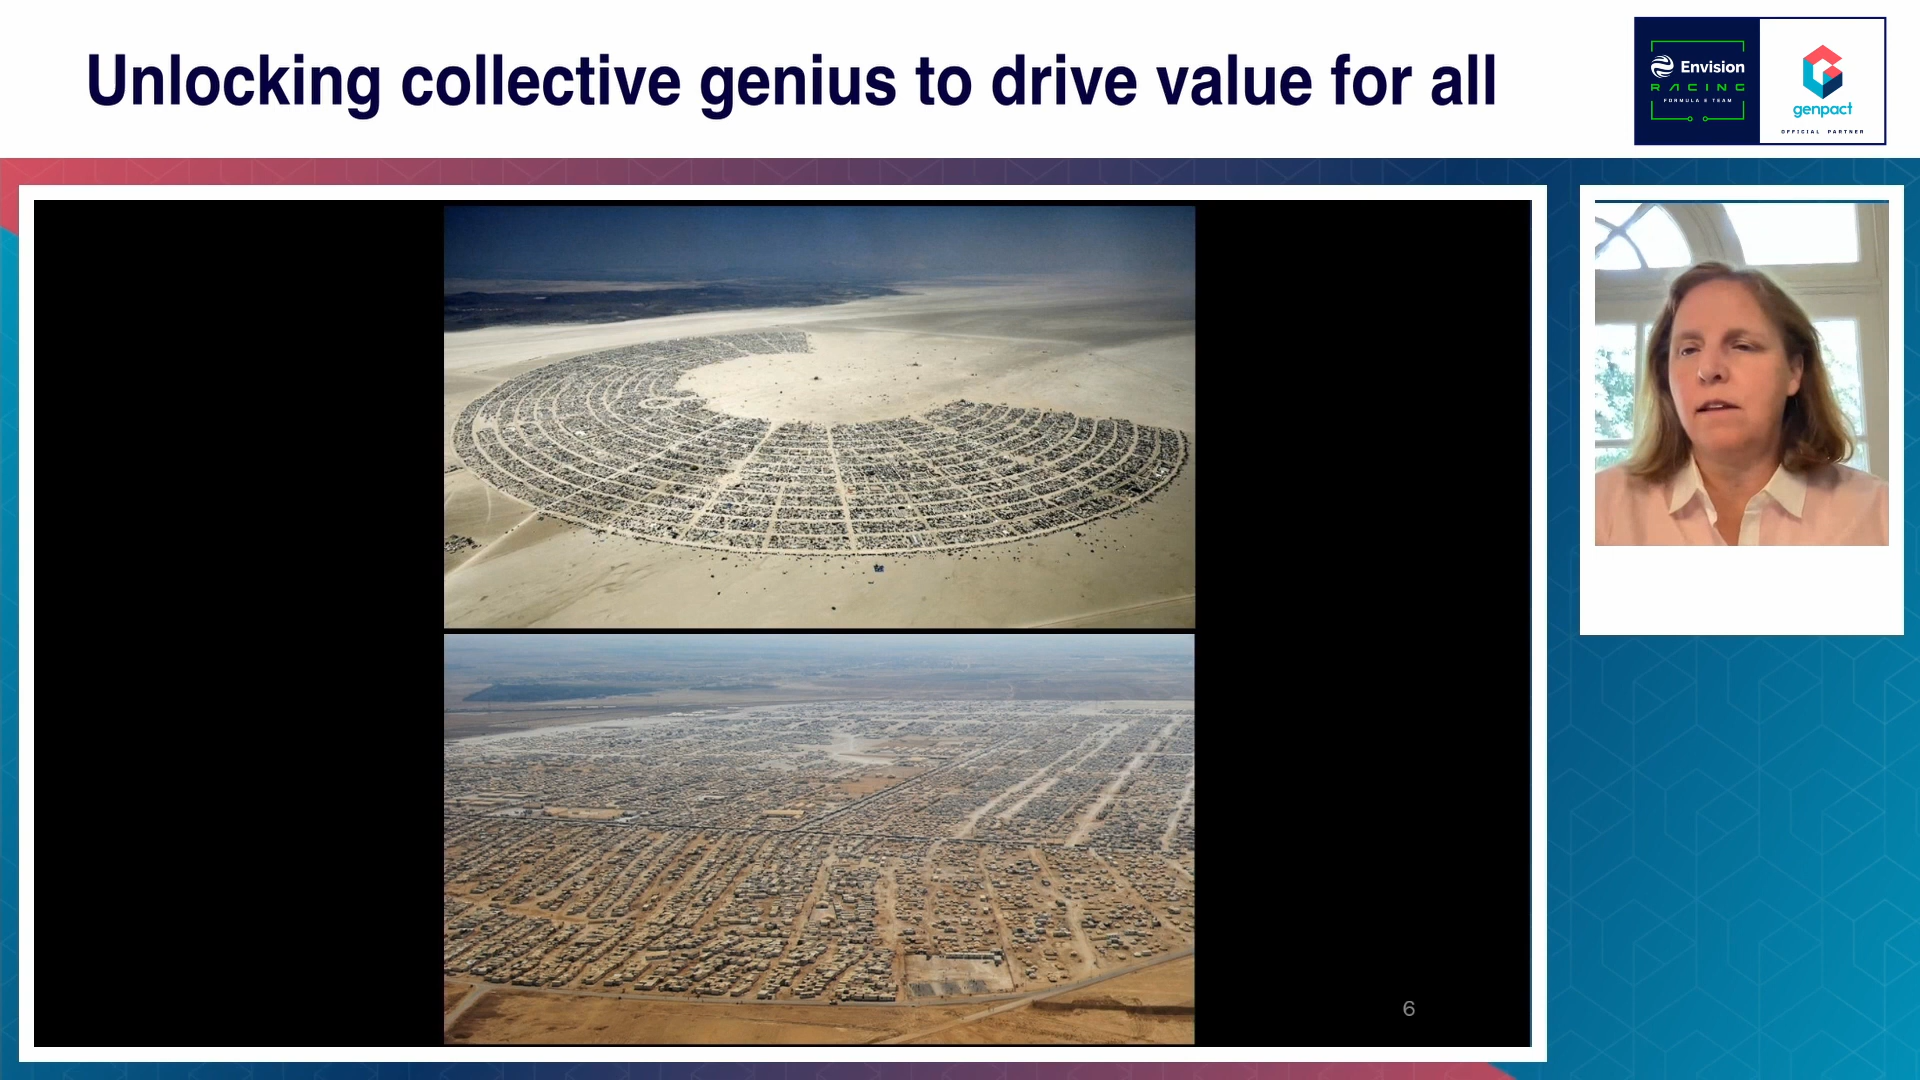 Unlocking collective genius to drive value for all
Envision
RACING
FORMULA E TEAM
genpact
OFFICIAL PARTNER
6